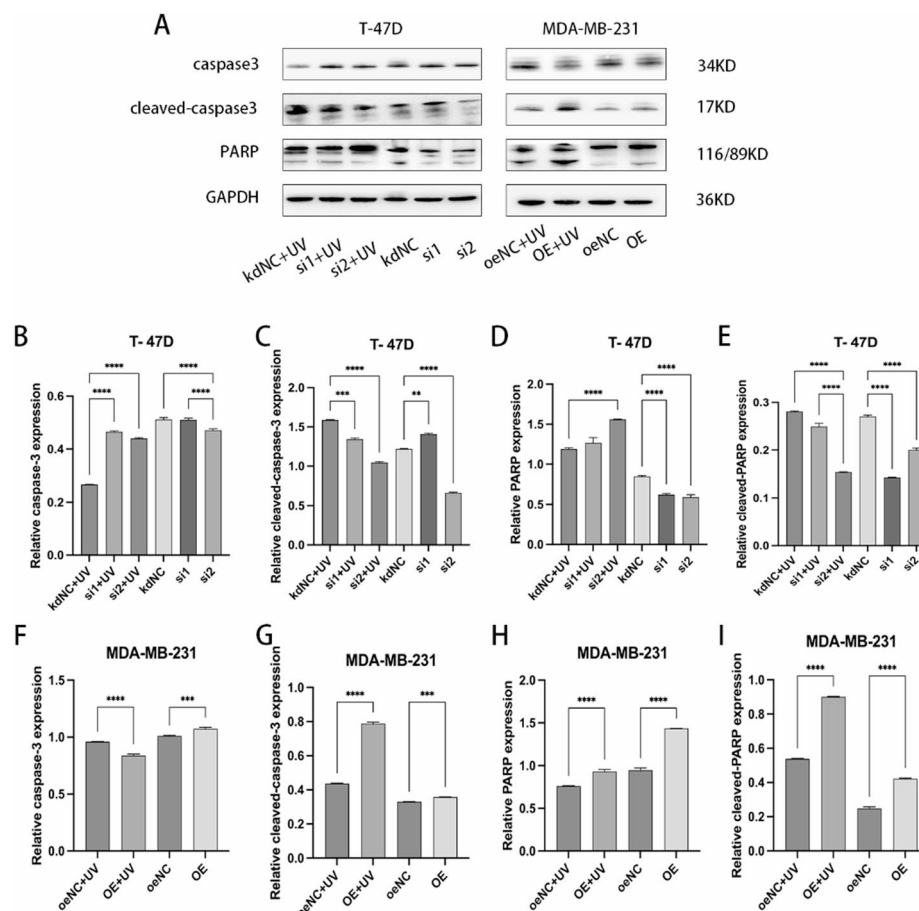 A
T-47D MDA-MB-231
caspase3 34KD
cleaved-caspase3 17KD
PARP 116/89KD
GAPDH 36KD
kdNC+UV si1+UV si2+UV kdNC si1 si2 oeNC+UV OE+UV oeNC OE
B
T- 47D
Relative caspase-3 expression
0.6
0.4
0.2
0.0
****
****
****
****
kdNC+UV si1+UV si2+UV kdNC si1 si2
C
T- 47D
Relative cleaved-caspase-3 expression
2.0
1.5
1.0
0.5
0.0
****
***
****
**
kdNC+UV si1+UV si2+UV kdNC si1 si2
D
T- 47D
Relative PARP expression
2.0
1.5
1.0
0.5
0.0
****
****
****
kdNC+UV si1+UV si2+UV kdNC si1 si2
E
T- 47D
Relative cleaved-PARP expression
0.3
0.2
0.1
0.0
****
****
****
****
kdNC+UV si1+UV si2+UV kdNC si1 si2
F
MDA-MB-231
Relative caspase-3 expression
1.5
1.0
0.5
0.0
****
***
oeNC+UV OE+UV oeNC OE
G
MDA-MB-231
Relative cleaved-caspase-3 expression
1.0
0.8
0.6
0.4
0.2
0.0
****
***
oeNC+UV OE+UV oeNC OE
H
MDA-MB-231
Relative PARP expression
2.0
1.5
1.0
0.5
0.0
****
****
oeNC+UV OE+UV oeNC OE
I
MDA-MB-231
Relative cleaved-PARP expression
1.0
0.8
0.6
0.4
0.2
0.0
****
****
oeNC+UV OE+UV oeNC OE